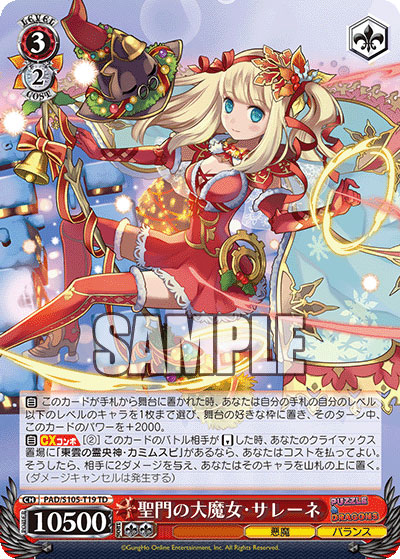 LEVEL
3
2
COST
SAMPLE
自 このカードが手札から舞台に置かれた時、あなたは自分の手札の自分のレベル
以下のレベルのキャラを1枚まで選び、舞台の好きな枠に置き、そのターン中、
このカードのパワーを+2000。
自 CXコンボ [②] このカードのバトル相手が【 】した時、あなたのクライマックス
置場に「東雲の霊央神・カミムスビ」があるなら、あなたはコストを払ってよい。
そうしたら、相手に2ダメージを与え、あなたはそのキャラを山札の上に置く。
(ダメージキャンセルは発生する)
CH PAD/S105-T19 TD
10500
聖門の大魔女・サレーネ
©GungHo Online Entertainment, Inc. All Rights Reserved.
悪魔
バランス